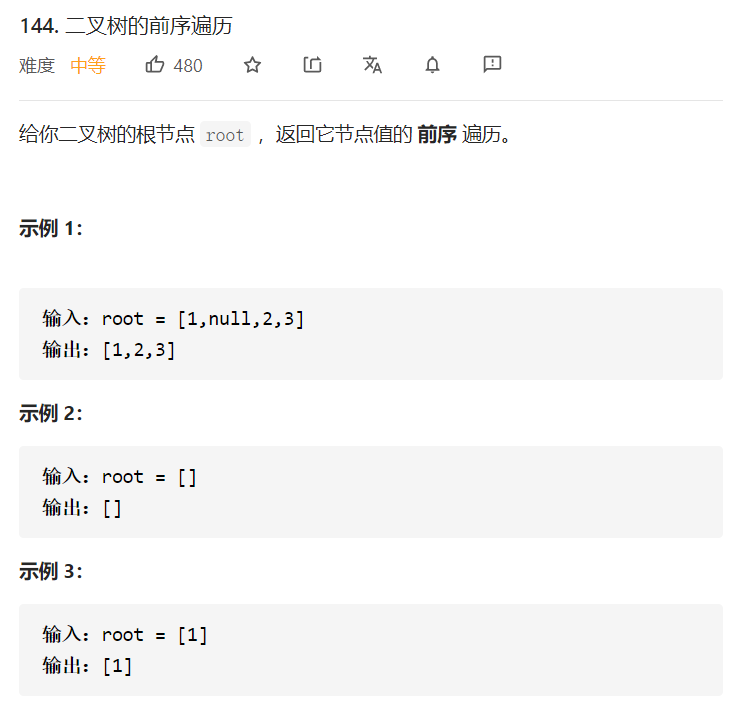 144. 二叉树的前序遍历
难度 中等 480
给你二叉树的根节点 root ，返回它节点值的 前序 遍历。
示例 1：
输入：root = [1,null,2,3]
输出：[1,2,3]
示例 2：
输入：root = []
输出：[]
示例 3：
输入：root = [1]
输出：[1]